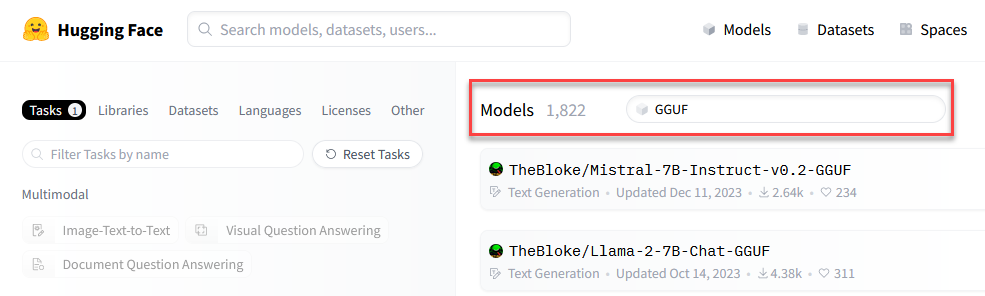 Hugging Face
Search models, datasets, users...
Models
Datasets
Spaces
Tasks 1
Libraries
Datasets
Languages
Licenses
Other
Filter Tasks by name
Reset Tasks
Multimodal
Image-Text-to-Text
Visual Question Answering
Document Question Answering
Models 1,822
GGUF
TheBloke/Mistral-7B-Instruct-v0.2-GGUF
Text Generation • Updated Dec 11, 2023 • 2.64k • 234
TheBloke/Llama-2-7B-Chat-GGUF
Text Generation • Updated Oct 14, 2023 • 4.38k • 311